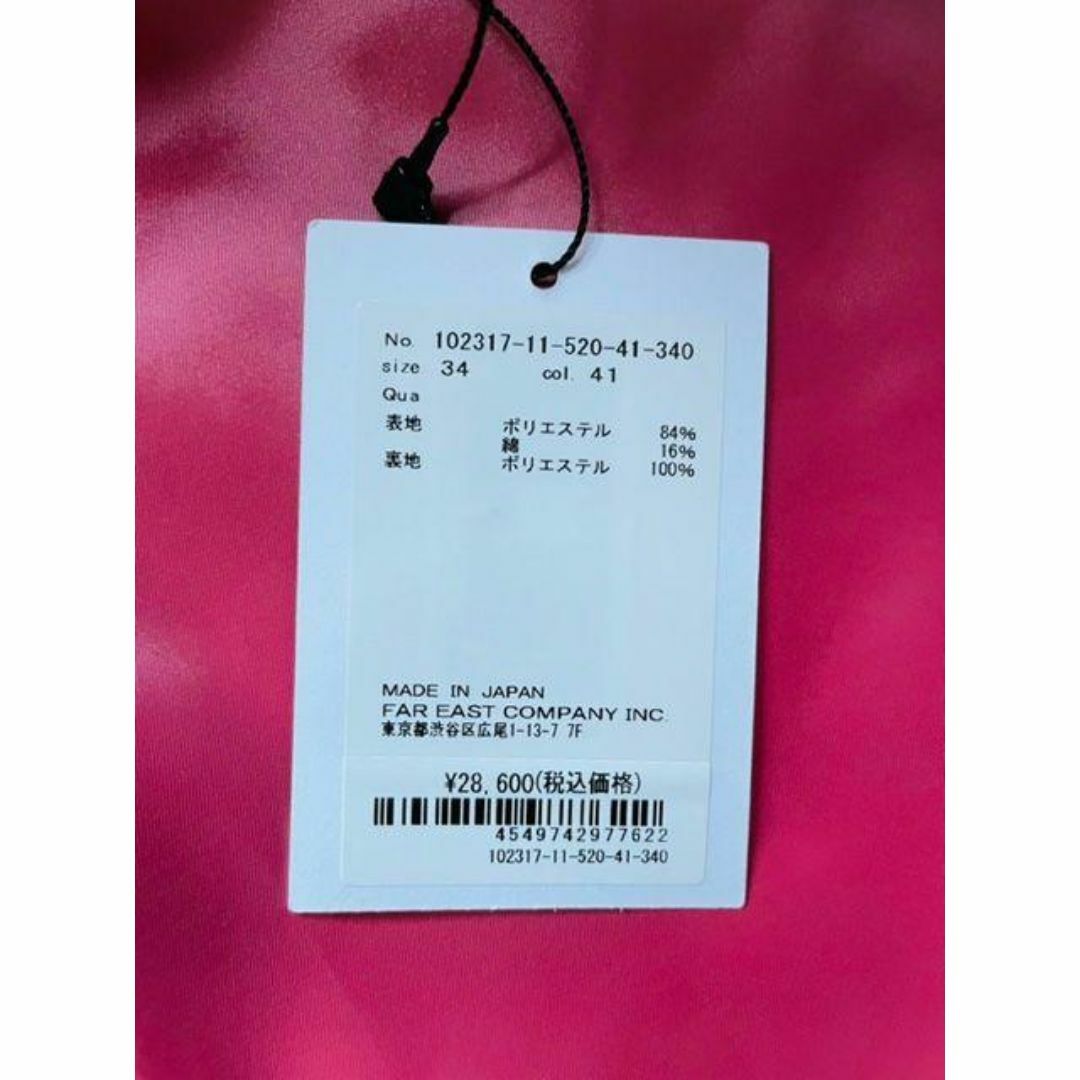 No. 102317-11-520-41-340
size 34 col. 41
Qua
表地 ポリエステル 84%
綿 16%
裏地 ポリエステル 100%
MADE IN JAPAN
FAR EAST COMPANY INC.
東京都渋谷区広尾1-13-7 7F
¥28,600(税込価格)
4549742977622
102317-11-520-41-340